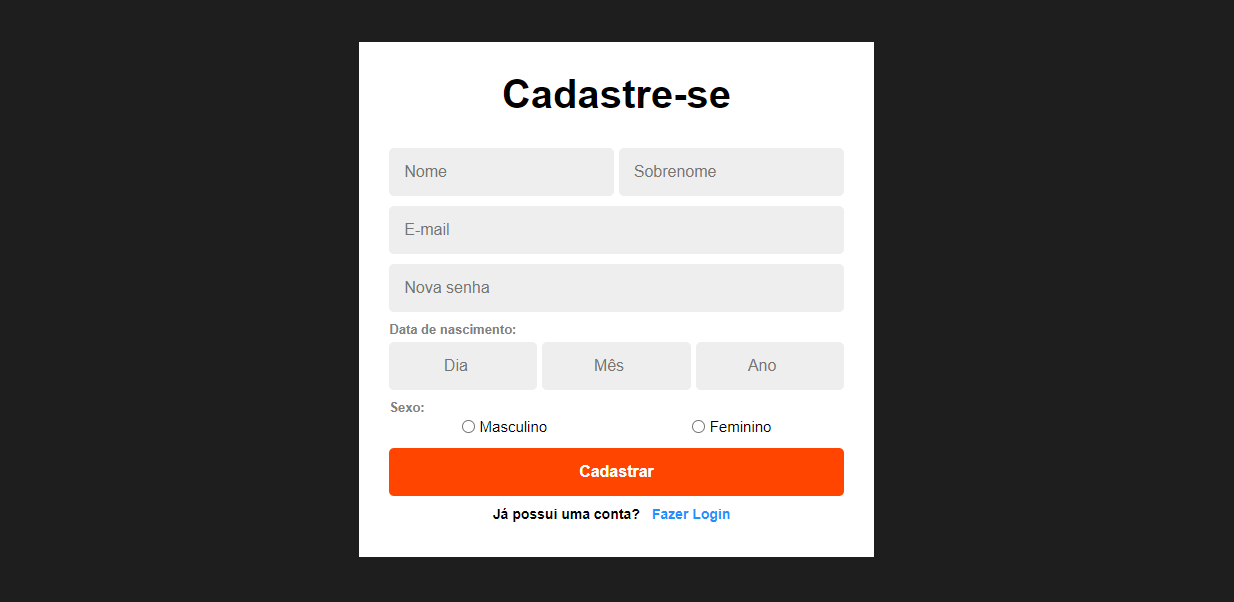 Cadastre-se
Nome Sobrenome
E-mail
Nova senha
Data de nascimento:
Dia Mês Ano
Sexo:
Masculino Feminino
Cadastrar
Já possui uma conta? Fazer Login